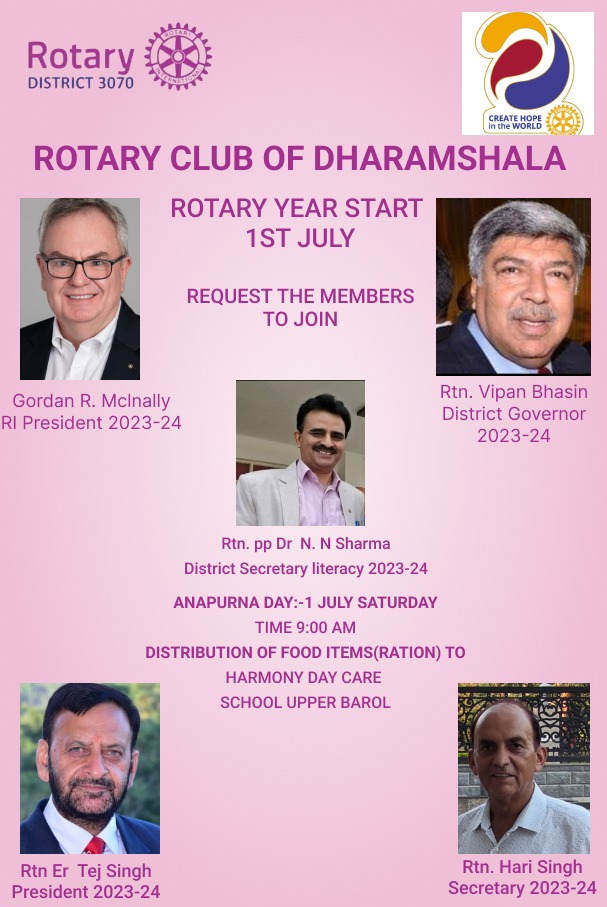 Rotary
DISTRICT 3070
ROTARY
INTERNATIONAL
CREATE HOPE
in the WORLD
ROTARY CLUB OF DHARAMSHALA
ROTARY YEAR START
1ST JULY
REQUEST THE MEMBERS
TO JOIN
Gordan R. McInally
RI President 2023-24
Rtn. Vipan Bhasin
District Governor
2023-24
Rtn. pp Dr N. N Sharma
District Secretary literacy 2023-24
ANAPURNA DAY:-1 JULY SATURDAY
TIME 9:00 AM
DISTRIBUTION OF FOOD ITEMS(RATION) TO
HARMONY DAY CARE
SCHOOL UPPER BAROL
Rtn Er Tej Singh
President 2023-24
Rtn. Hari Singh
Secretary 2023-24